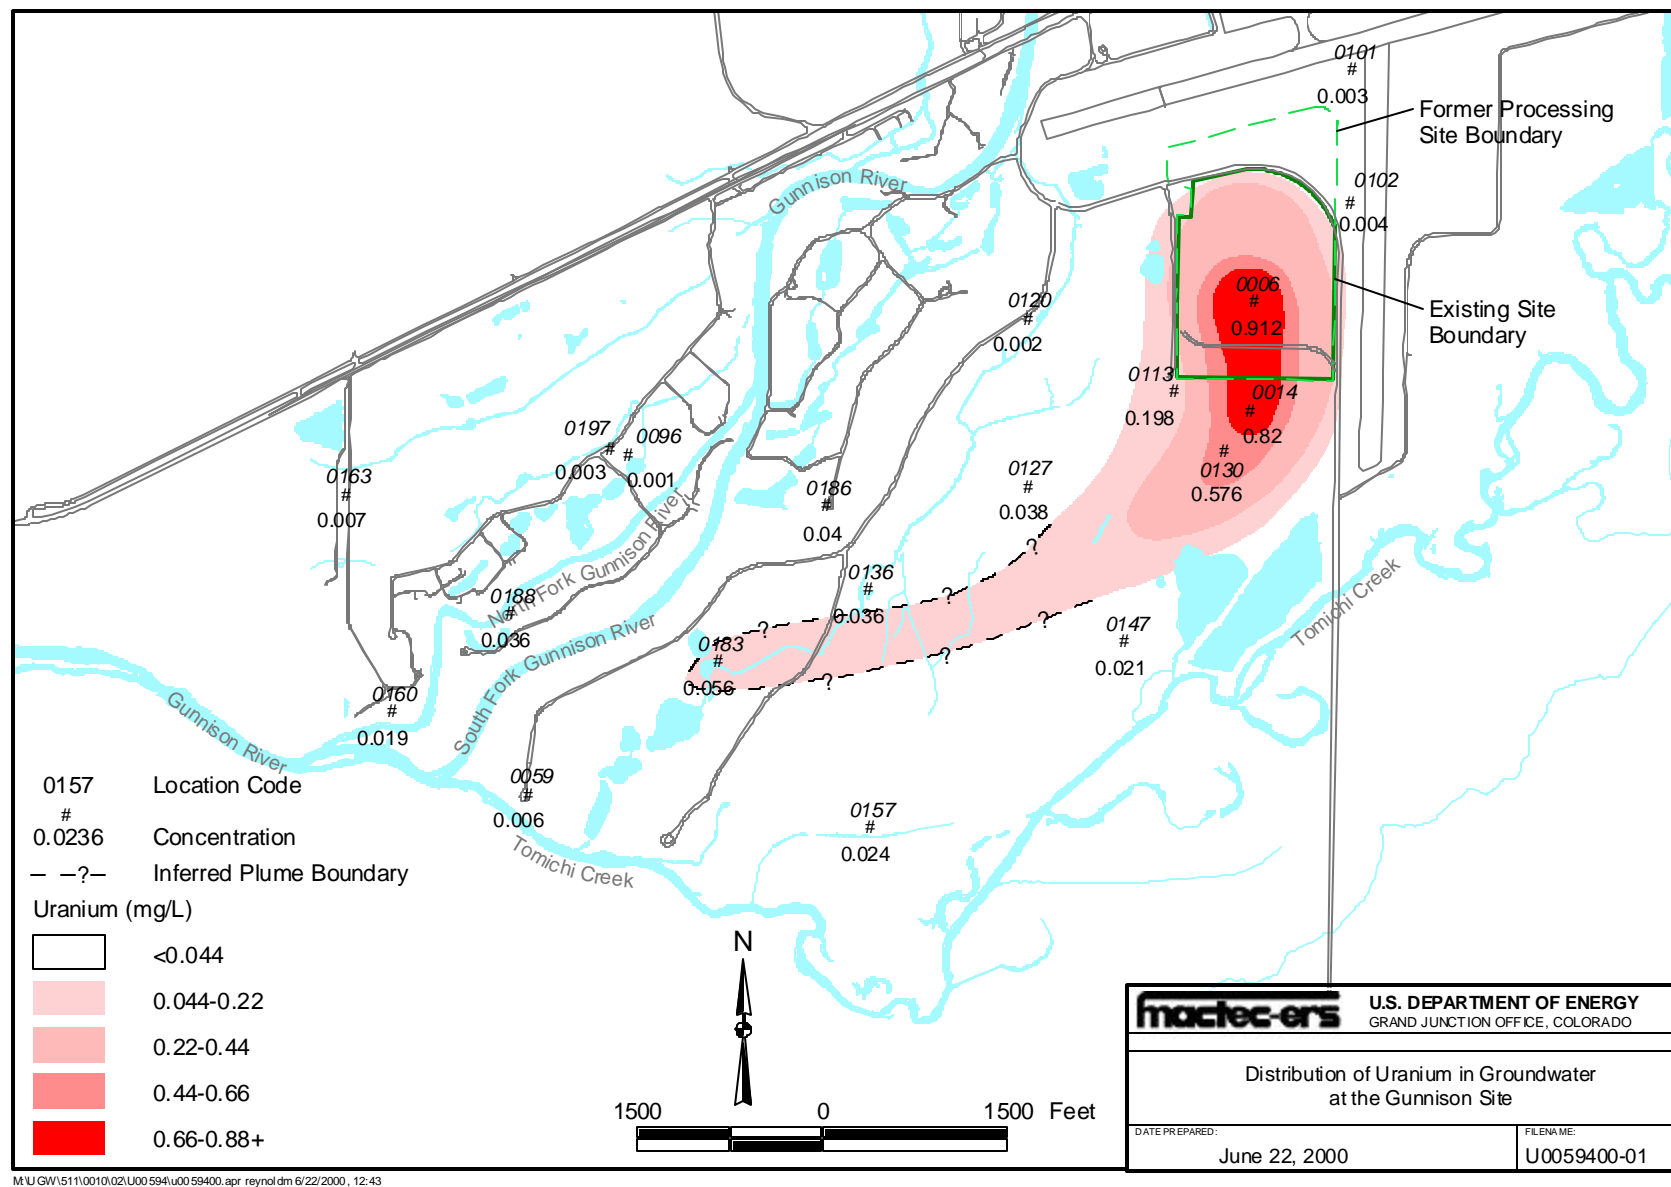 0101
#
0.003
Former Processing
Site Boundary
0102
#
0.004
Gunnison River
0006
#
0.912
Existing Site
Boundary
0120
#
0.002
0113
#
0.198
0014
#
0.82
#
0130
0.576
0197
#
0.003
0096
#
0.001
0163
#
0.007
0186
#
0.04
0127
#
0.038
?
0136
#
0.036
?
North Fork Gunnison River
0188
#
0.036
South Fork Gunnison River
0183
#
0.056
?
?
?
?
0147
#
0.021
Tomichi Creek
0160
#
0.019
Gunnison River
0059
#
0.006
Tomichi Creek
0157
#
0.024
0157
Location Code
#
0.0236
Concentration
— —?—
Inferred Plume Boundary
Uranium (mg/L)
<0.044
0.044-0.22
0.22-0.44
0.44-0.66
0.66-0.88+
N
1500 0 1500 Feet
mactec-ers
U.S. DEPARTMENT OF ENERGY
GRAND JUNCTION OFFICE, COLORADO
Distribution of Uranium in Groundwater
at the Gunnison Site
DATE PREPARED:
June 22, 2000
FILENAME:
U0059400-01
M:\UGW\511\0010\02\U00594\u0059400.apr reynoldm 6/22/2000, 12:43